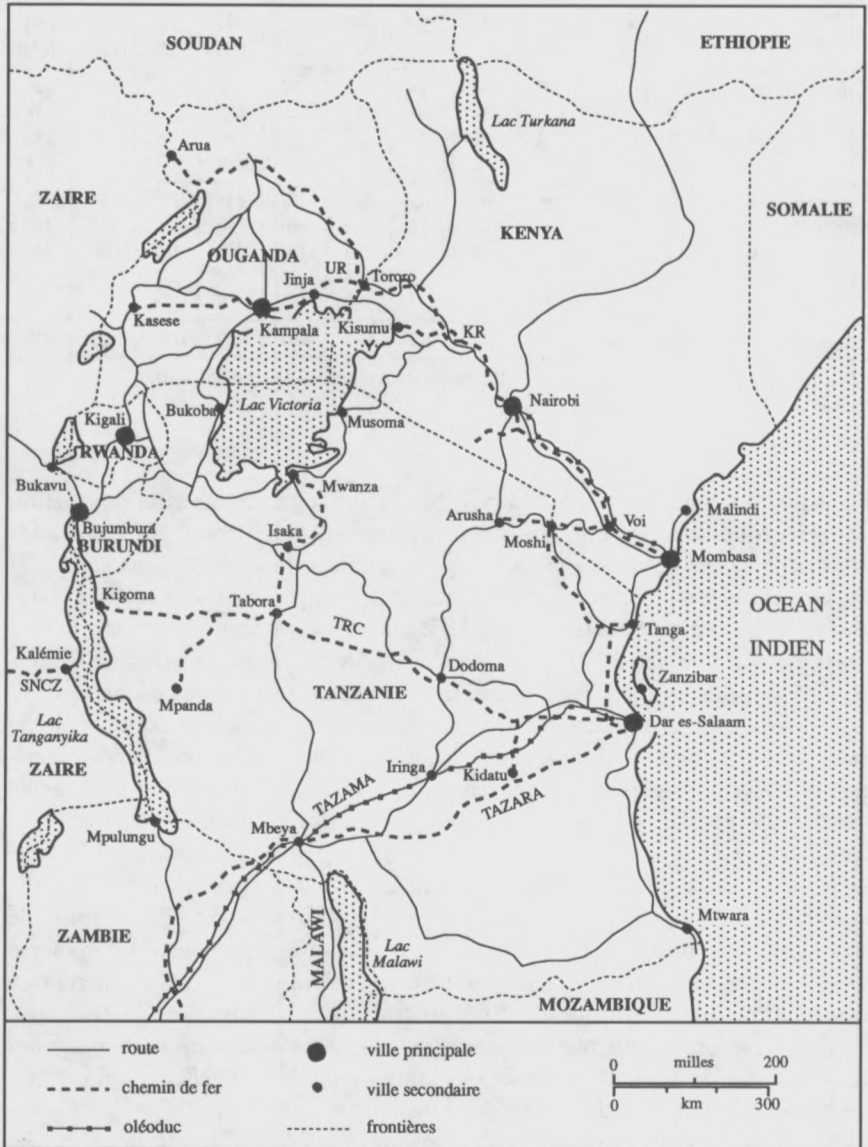 SOUDAN
ETHIOPIE
Lac Turkana
Arua
ZAIRE
SOMALIE
KENYA
OUGANDA
UR
Jinja
Tororo
Kasese
Kampala
Kisumu
KR
Kigali
Bukoba
Lac Victoria
Musoma
Nairobi
RWANDA
Bukavu
Mwanza
Malindi
Bujumbura
Arusha
Voi
BURUNDI
Isaka
Moshi
Mombasa
Kigoma
Tabora
OCEAN
INDIEN
TRC
Tanga
Kalémie
SNCZ
Dodoma
Zanzibar
Mpanda
TANZANIE
Lac
Tanganyika
Dar es-Salaam
ZAIRE
Iringa
Kidatu
TAZAMA
TAZARA
Mpulungu
Mbeya
ZAMBIE
MALAWI
Lac
Malawi
Mtwara
MOZAMBIQUE
route
ville principale
0 milles 200
chemin de fer
ville secondaire
0 km 300
oléoduc
frontières